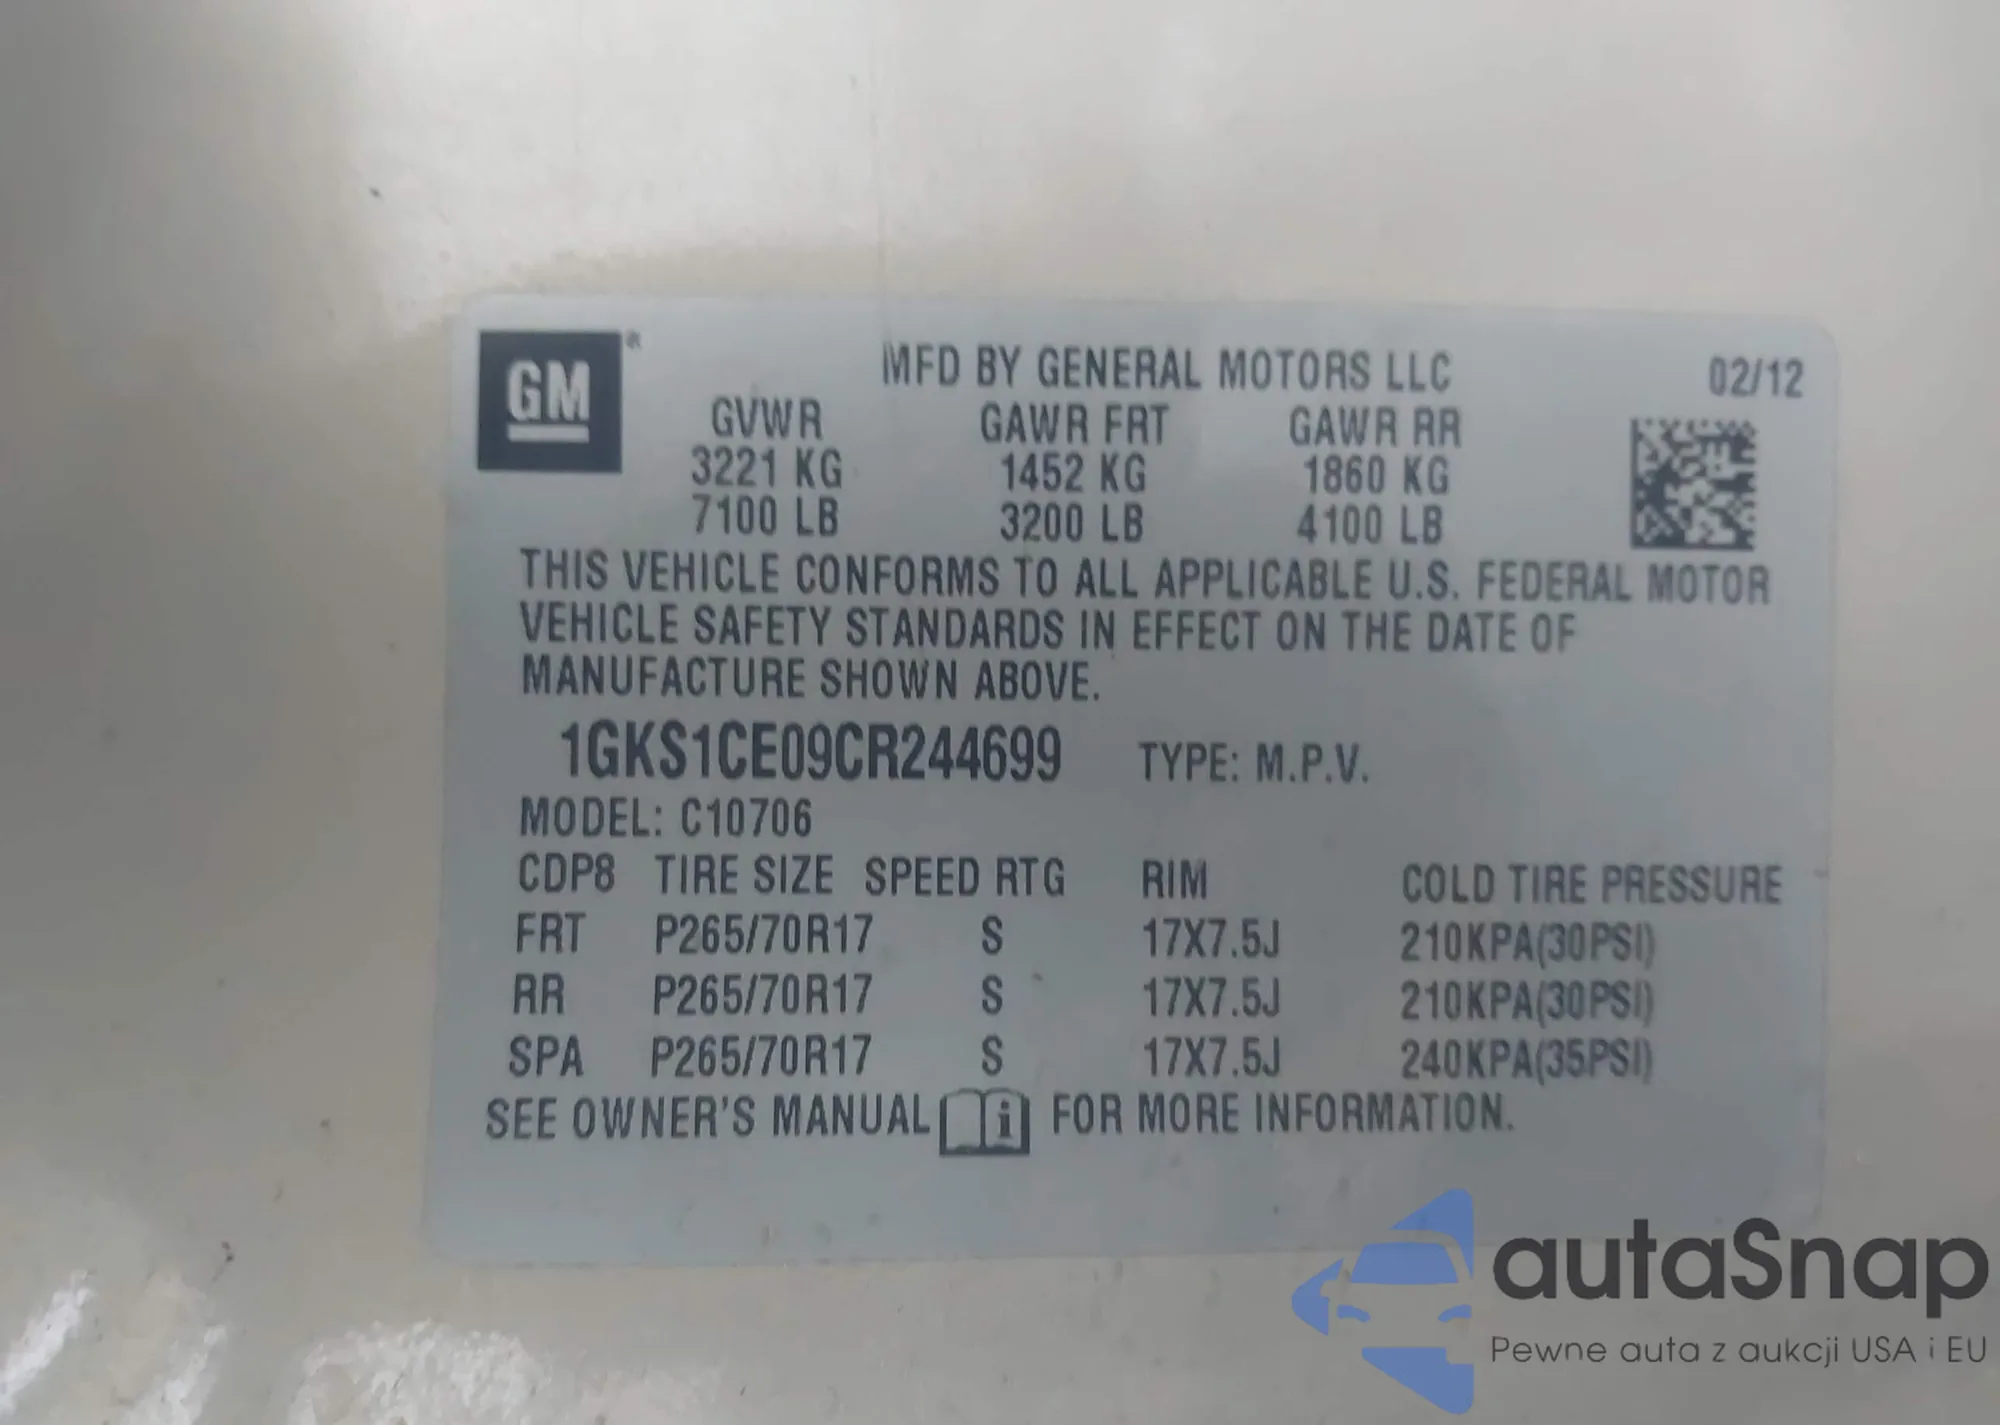 GM®
MFD BY GENERAL MOTORS LLC 02/12
GVWR GAWR FRT GAWR RR
3221 KG 1452 KG 1860 KG
7100 LB 3200 LB 4100 LB
THIS VEHICLE CONFORMS TO ALL APPLICABLE U.S. FEDERAL MOTOR
VEHICLE SAFETY STANDARDS IN EFFECT ON THE DATE OF
MANUFACTURE SHOWN ABOVE.
1GKS1CE09CR244699 TYPE: M.P.V.
MODEL: C10706
CDP8 TIRE SIZE SPEED RTG RIM COLD TIRE PRESSURE
FRT P265/70R17 S 17X7.5J 210KPA(30PSI)
RR P265/70R17 S 17X7.5J 210KPA(30PSI)
SPA P265/70R17 S 17X7.5J 240KPA(35PSI)
SEE OWNER'S MANUAL i FOR MORE INFORMATION.
autaSnap
Pewne auta z aukcji USA i EU